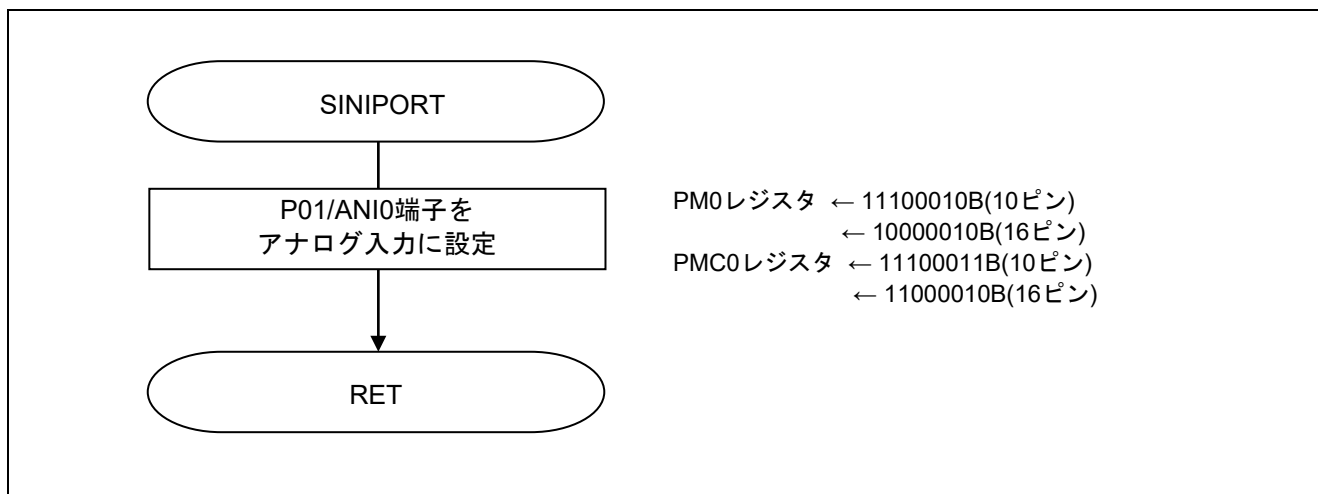 SINIPORT
P01/ANI0端子を
アナログ入力に設定
PM0レジスタ ← 11100010B(10ピン)
← 10000010B(16ピン)
PMC0レジスタ ← 11100011B(10ピン)
← 11000010B(16ピン)
RET